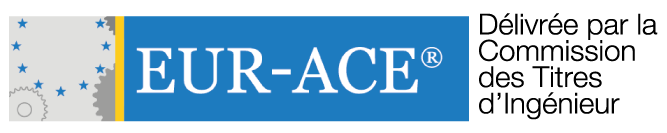 EUR-ACE®
Délivrée par la
Commission
des Titres
d'Ingénieur